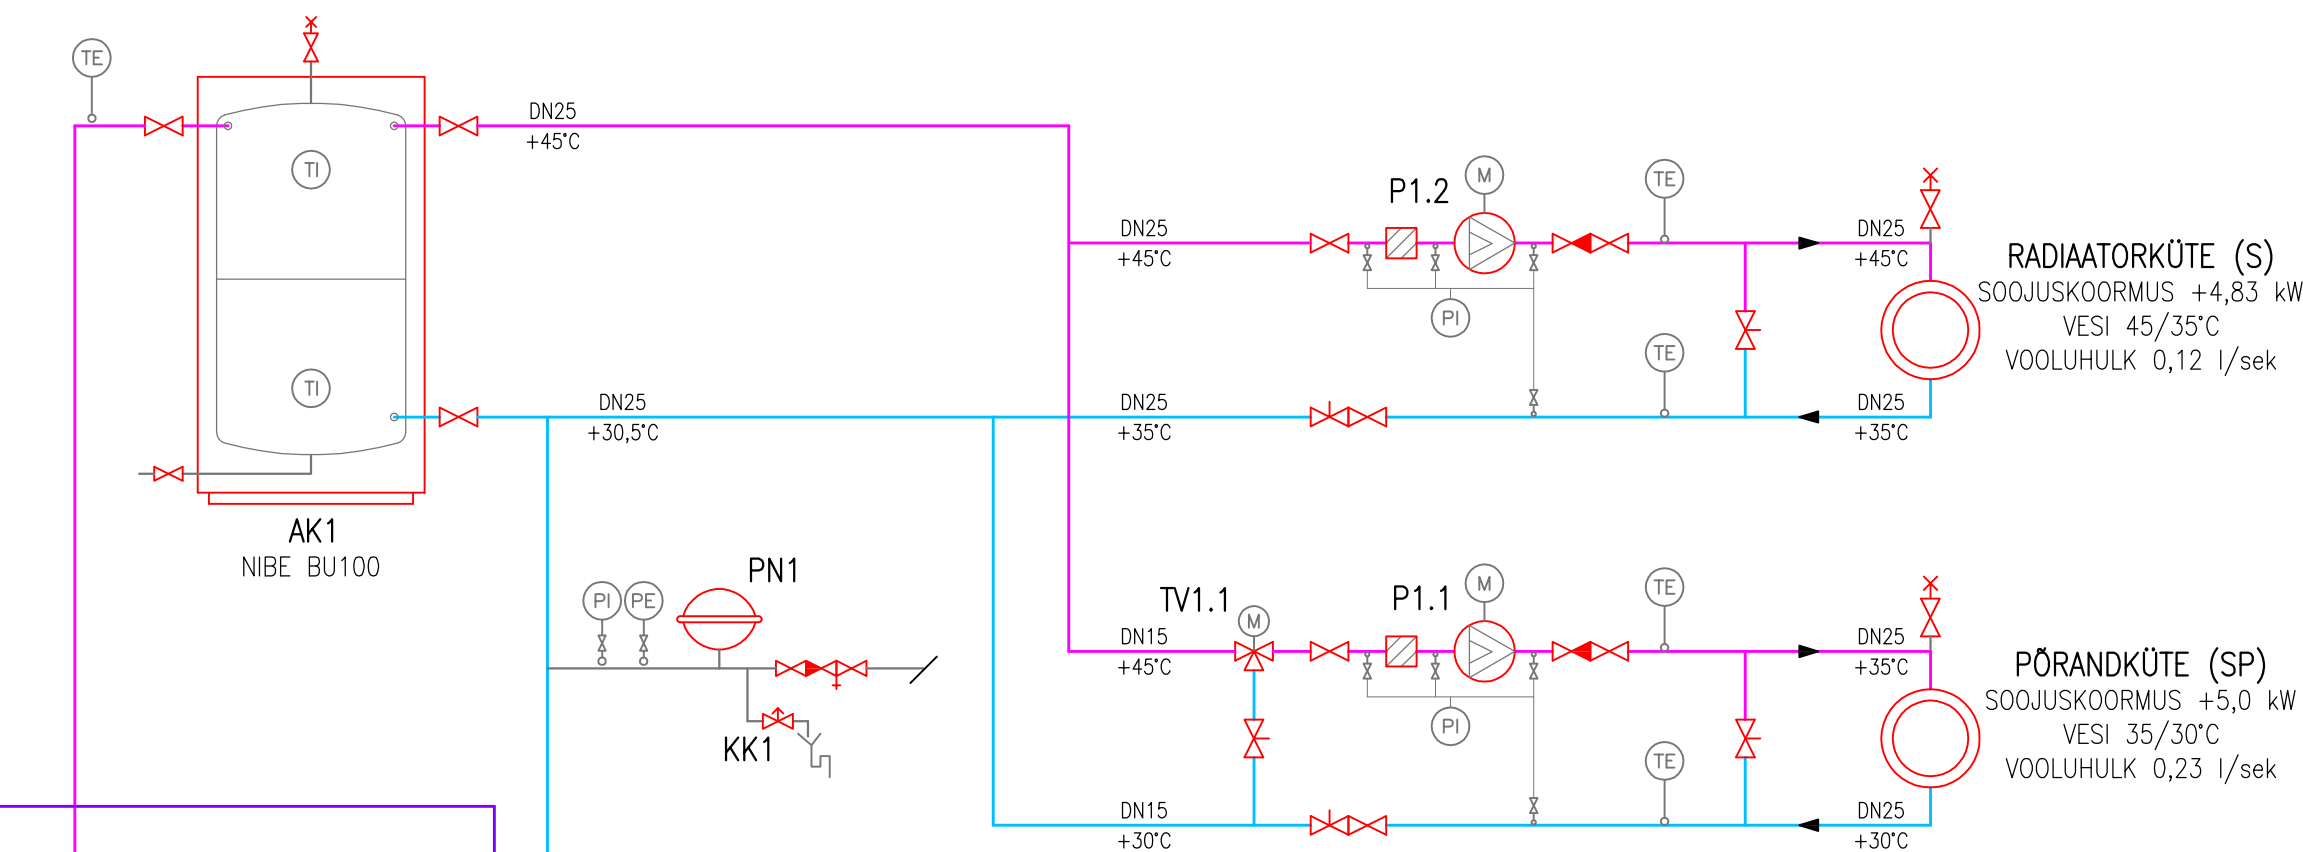 TE
TI
TI
AK1
NIBE BU100
DN25
+45°C
DN25
+30,5°C
PI
PE
PN1
KK1
DN25
+45°C
P1.2
M
PI
TE
TE
DN25
+45°C
DN25
+35°C
DN25
+35°C
RADIAATORKÜTE (S)
SOOJUSKOORMUS +4,83 kW
VESI 45/35°C
VOOLUHULK 0,12 l/sek
TV1.1
M
DN15
+45°C
P1.1
M
PI
TE
TE
DN25
+35°C
DN15
+30°C
DN25
+30°C
PÕRANDKÜTE (SP)
SOOJUSKOORMUS +5,0 kW
VESI 35/30°C
VOOLUHULK 0,23 l/sek